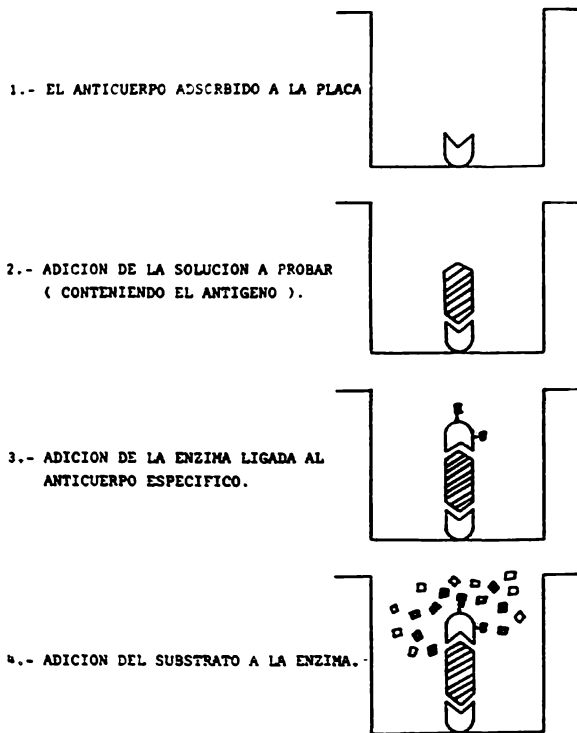 1.- EL ANTICUERPO ADSCRBIDO A LA PLACA
2.- ADICION DE LA SOLUCION A PROBAR
( CONTENIENDO EL ANTIGENO ).
3.- ADICION DE LA ENZIMA LIGADA AL
ANTICUERPO ESPECIFICO.
4.- ADICION DEL SUBSTRATO A LA ENZIMA.